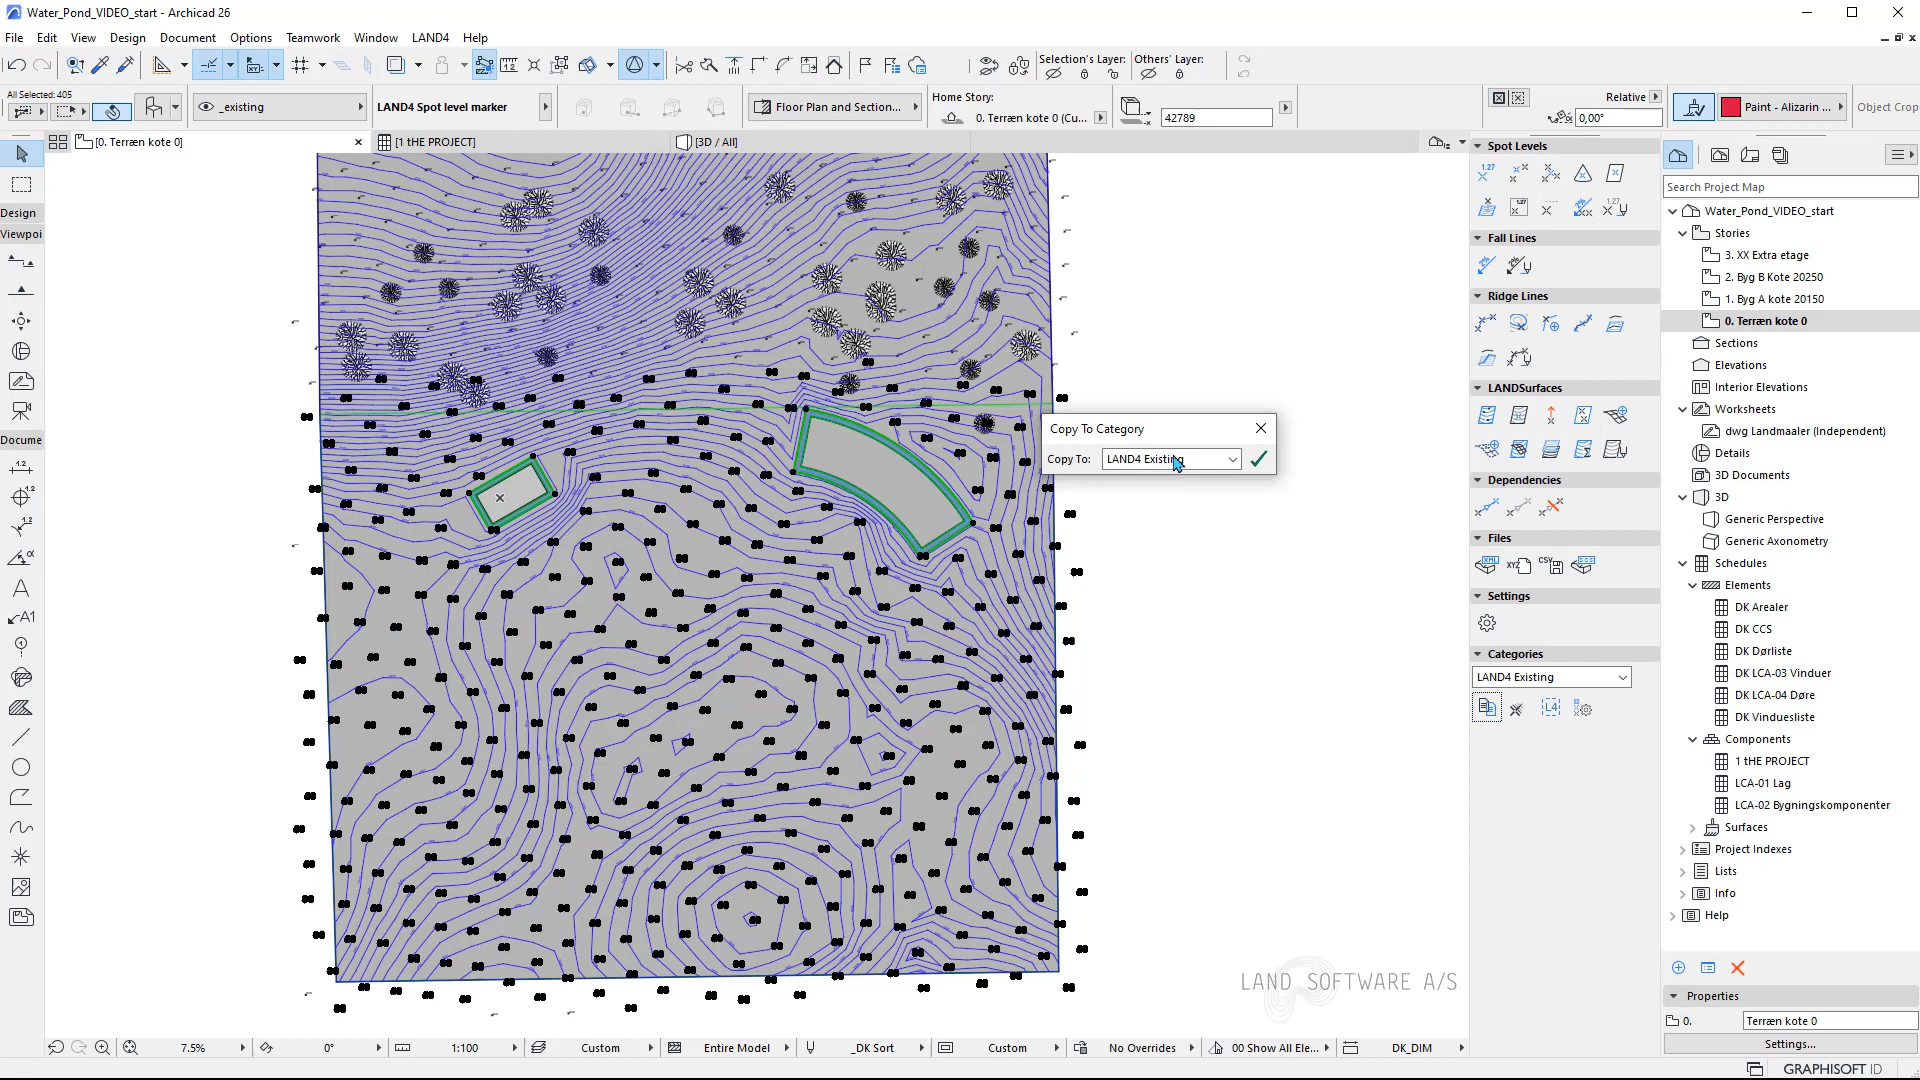 Water_Pond_VIDEO_start - Archicad 26
File Edit View Design Document Options Teamwork Window LAND4 Help
Selection's Layer: Others' Layer:
All Selected: 405
_existing
LAND4 Spot level marker
Floor Plan and Section...
Home Story:
0. Terræn kote 0 (Cu...
42789
Relative
0,00°
Paint - Alizarin ...
Object Crop
[0. Terræn kote 0]
[1 tHE PROJECT]
[3D / All]
Design
Viewpoi
Docume
Copy To Category
Copy To: LAND4 Existing
LAND SOFTWARE A/S
Spot Levels
Fall Lines
Ridge Lines
LANDSurfaces
Dependencies
Files
Settings
Categories
LAND4 Existing
Search Project Map
Water_Pond_VIDEO_start
Stories
3. XX Extra etage
2. Byg B Kote 20250
1. Byg A kote 20150
0. Terræn kote 0
Sections
Elevations
Interior Elevations
Worksheets
dwg Landmaaler (Independent)
Details
3D Documents
3D
Generic Perspective
Generic Axonometry
Schedules
Elements
DK Arealer
DK CCS
DK Dørliste
DK LCA-03 Vinduer
DK LCA-04 Døre
DK Vinduesliste
Components
1 tHE PROJECT
LCA-01 Lag
LCA-02 Bygningskomponenter
Surfaces
Project Indexes
Lists
Info
Help
Properties
0. Terræn kote 0
Settings...
7.5% 0° 1:100 Custom Entire Model _DK Sort Custom No Overrides 00 Show All Ele... DK_DIM
GRAPHISOFT ID